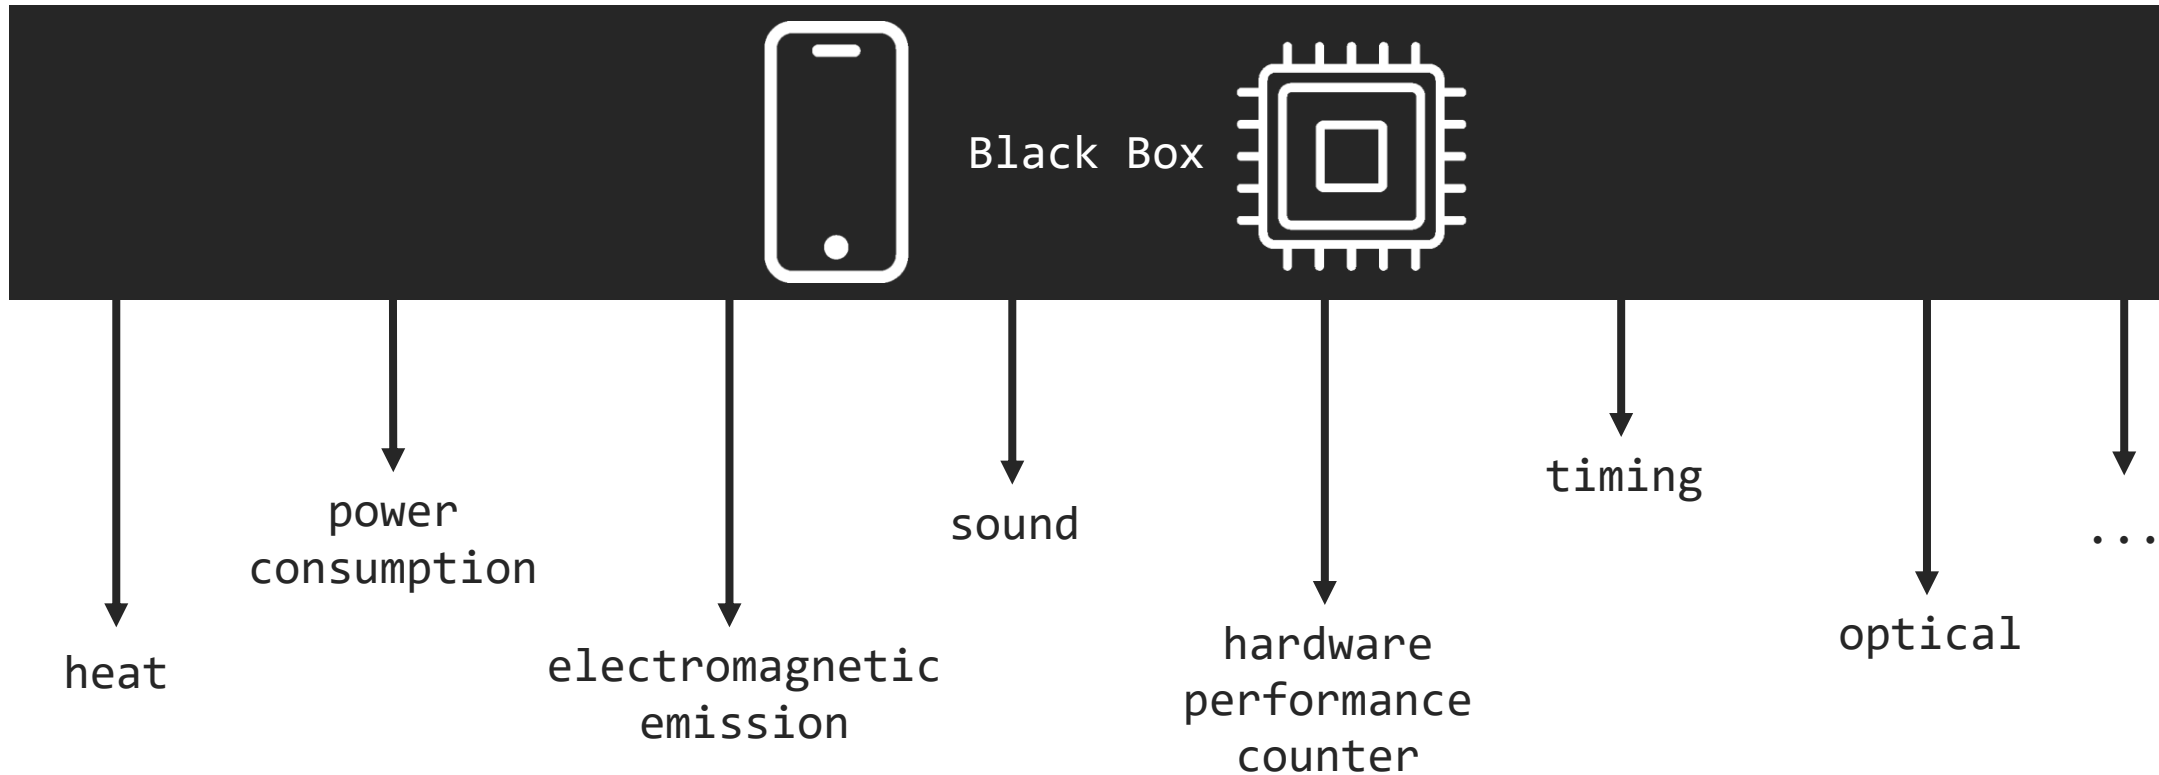 Black Box
heat
power
consumption
electromagnetic
emission
sound
hardware
performance
counter
timing
optical
...